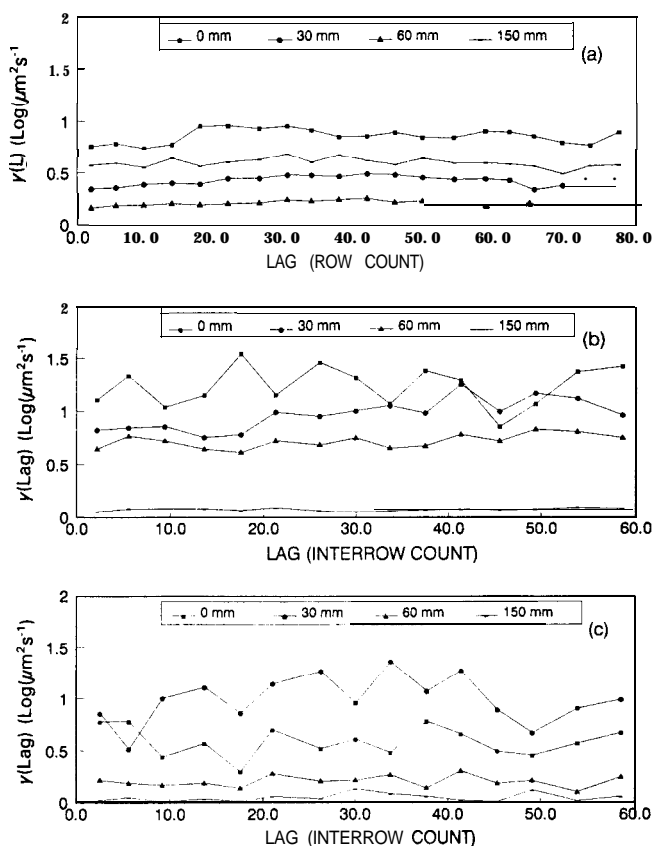 2
0 mm 30 mm 60 mm 150 mm
(a)
1.5
1
0.5
0
γ(L) (Log(μm²s⁻¹)
0.0 10.0 20.0 30.0 40.0 50.0 60.0 70.0 80.0
LAG (ROW COUNT)
2
0 mm 30 mm 60 mm 150 mm
(b)
1.5
1
0.5
0
γ(Lag) (Log(μm²s⁻¹)
0.0 10.0 20.0 30.0 40.0 50.0 60.0
LAG (INTERROW COUNT)
2
0 mm 30 mm 60 mm 150 mm
(c)
1.5
1
0.5
0
γ(Lag) (Log(μm²s⁻¹)
0.0 10.0 20.0 30.0 40.0 50.0 60.0
LAG (INTERROW COUNT)